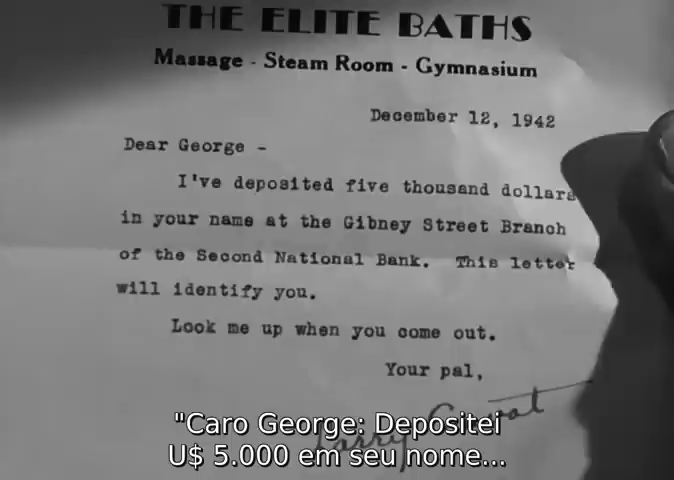 THE ELITE BATHS
Massage - Steam Room - Gymnasium
December 12, 1942
Dear George -
I've deposited five thousand dollars
in your name at the Gibney Street Branch
of the Second National Bank. This letter
will identify you.
Look me up when you come out.
Your pal,
Larry
"Caro George: Depositei
U$ 5.000 em seu nome...